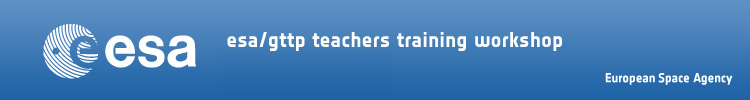 esa
esa/gttp teachers training workshop
European Space Agency